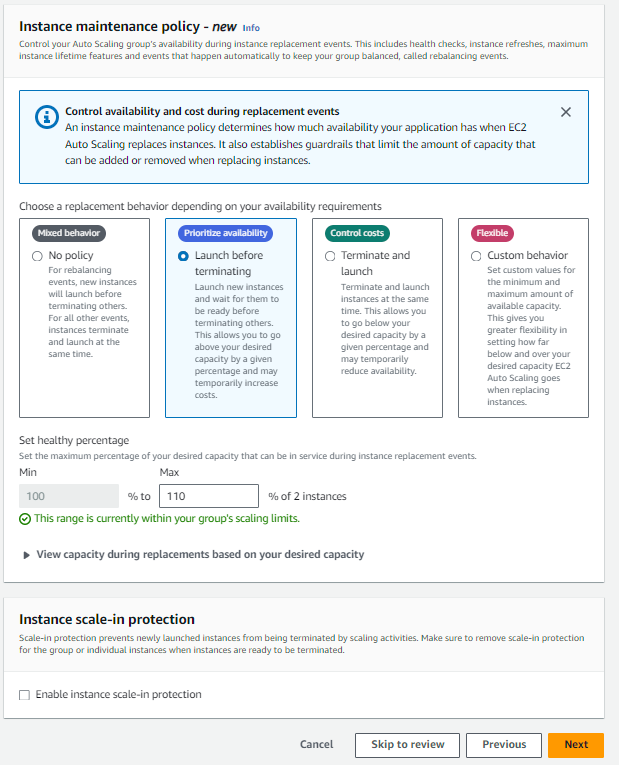 Instance maintenance policy - new Info
Control your Auto Scaling group's availability during instance replacement events. This includes health checks, instance refreshes, maximum
instance lifetime features and events that happen automatically to keep your group balanced, called rebalancing events.
Control availability and cost during replacement events
An instance maintenance policy determines how much availability your application has when EC2
Auto Scaling replaces instances. It also establishes guardrails that limit the amount of capacity that
can be added or removed when replacing instances.
Choose a replacement behavior depending on your availability requirements
Mixed behavior
No policy
For rebalancing
events, new instances
will launch before
terminating others.
For all other events,
instances terminate
and launch at the
same time.
Prioritize availability
Launch before
terminating
Launch new instances
and wait for them to
be ready before
terminating others.
This allows you to go
above your desired
capacity by a given
percentage and may
temporarily increase
costs.
Control costs
Terminate and
launch
Terminate and launch
instances at the same
time. This allows you
to go below your
desired capacity by a
given percentage and
may temporarily
reduce availability.
Flexible
Custom behavior
Set custom values for
the minimum and
maximum amount of
available capacity.
This gives you
greater flexibility in
setting how far
below and over your
desired capacity EC2
Auto Scaling goes
when replacing
instances.
Set healthy percentage
Set the maximum percentage of your desired capacity that can be in service during instance replacement events.
Min Max
100 % to 110 % of 2 instances
This range is currently within your group's scaling limits.
View capacity during replacements based on your desired capacity
Instance scale-in protection
Scale-in protection prevents newly launched instances from being terminated by scaling activities. Make sure to remove scale-in protection
for the group or individual instances when instances are ready to be terminated.
Enable instance scale-in protection
Cancel Skip to review Previous Next